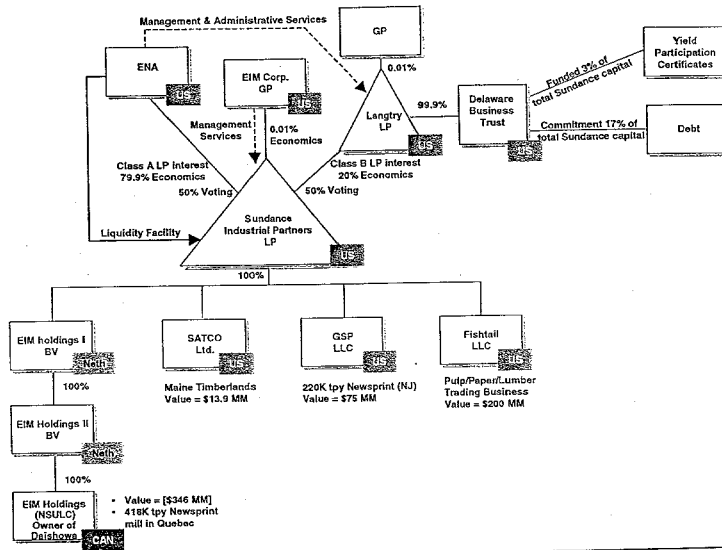 Management & Administrative Services
GP
ENA
US
EIM Corp.
GP
US
0.01%
Yield
Participation
Certificates
Funded 3% of
total Sundance capital
Management
Services
0.01%
Economics
Langtry
LP
US
99.9%
Delaware
Business
Trust
US
Commitment 17% of
total Sundance capital
Debt
Class A LP Interest
79.9% Economics
50% Voting
Class B LP Interest
20% Economics
50% Voting
Liquidity Facility
Sundance
Industrial Partners
LP
US
100%
EIM holdings I
BV
Neth
SATCO
Ltd.
US
GSP
LLC
US
Fishtail
LLC
US
Maine Timberlands
Value = $13.9 MM
220K tpy Newsprint (NJ)
Value = $75 MM
Pulp/Paper/Lumber
Trading Business
Value = $200 MM
100%
EIM Holdings II
BV
Neth
100%
EIM Holdings
(NSULC)
Owner of
Daishowa
CAN
• Value = [$346 MM]
• 418K tpy Newsprint
mill in Quebec